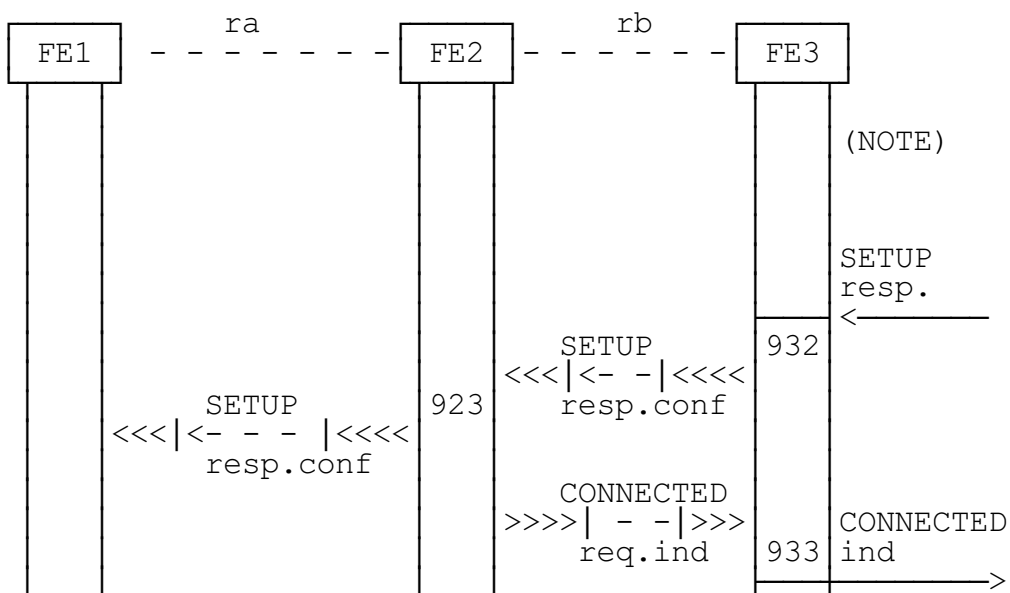 ra rb
FE1 - - - - - - - FE2 - - - - - - FE3
(NOTE)
SETUP
resp.
<
SETUP 932
<<<|<- -|<<<<
SETUP 923 resp.conf
<<<|<- - - |<<<<
resp.conf
CONNECTED
>>>>| - -|>>> CONNECTED
req.ind 933 ind
>